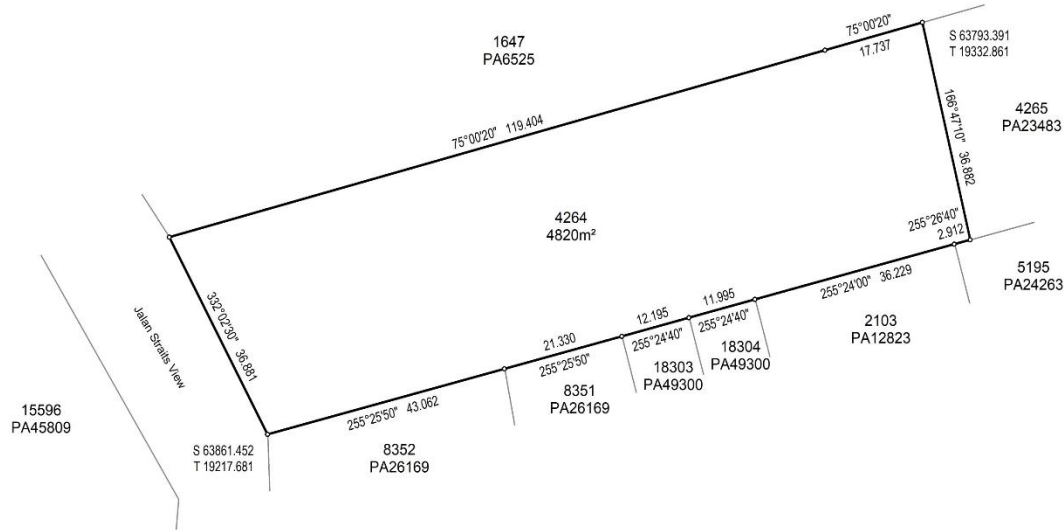 1647
PA6525
75°00'20"
17.737
S 63793.391
T 19332.861
75°00'20" 119.404
166°47'10" 36.882
4265
PA23483
4264
4820m²
255°26'40"
2.912
5195
PA24263
255°24'00" 36.229
2103
PA12823
11.995
255°24'40"
18304
PA49300
12.195
255°24'40"
18303
PA49300
21.330
255°25'50"
8351
PA26169
332°02'30" 36.881
Jalan Straits View
255°25'50" 43.062
8352
PA26169
15596
PA45809
S 63861.452
T 19217.681